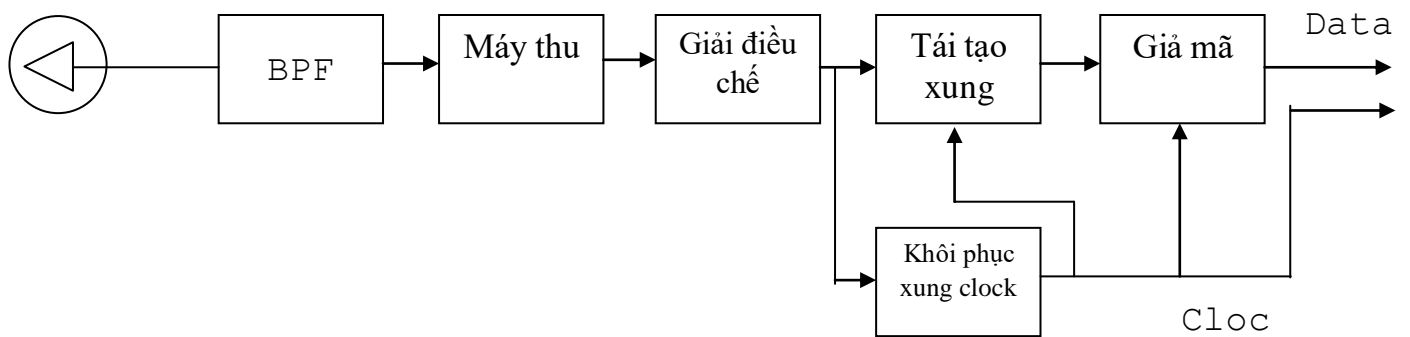 BPF
Máy thu
Giải điều
chế
Tái tạo
xung
Giả mã
Data
Khôi phục
xung clock
Cloc